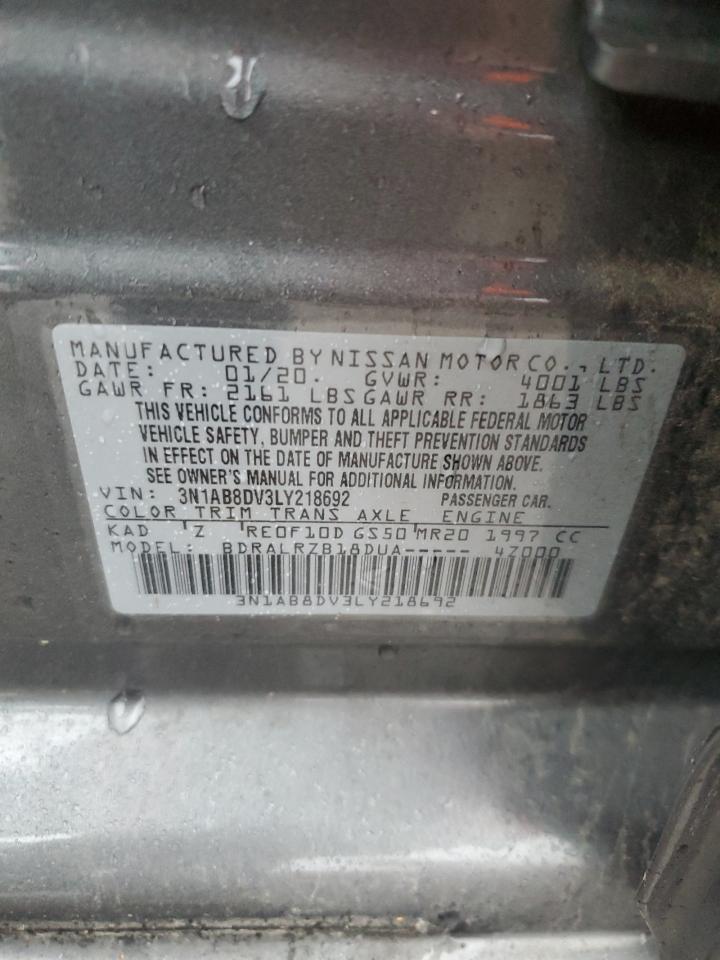 MANUFACTURED BY NISSAN MOTOR CO., LTD.
DATE: 01/20. GVWR: 4001 LBS
GAWR FR: 2161 LBS GAWR RR: 1863 LBS
THIS VEHICLE CONFORMS TO ALL APPLICABLE FEDERAL MOTOR
VEHICLE SAFETY, BUMPER AND THEFT PREVENTION STANDARDS
IN EFFECT ON THE DATE OF MANUFACTURE SHOWN ABOVE.
SEE OWNER'S MANUAL FOR ADDITIONAL INFORMATION.
VIN: 3N1AB8DV3LY218692 PASSENGER CAR.
COLOR TRIM TRANS AXLE ENGINE
KAD Z RE0F10D GS50 MR20 1997 CC
MODEL: BDRALRZB18DUA----- 4Z000
3N1AB8DV3LY218692